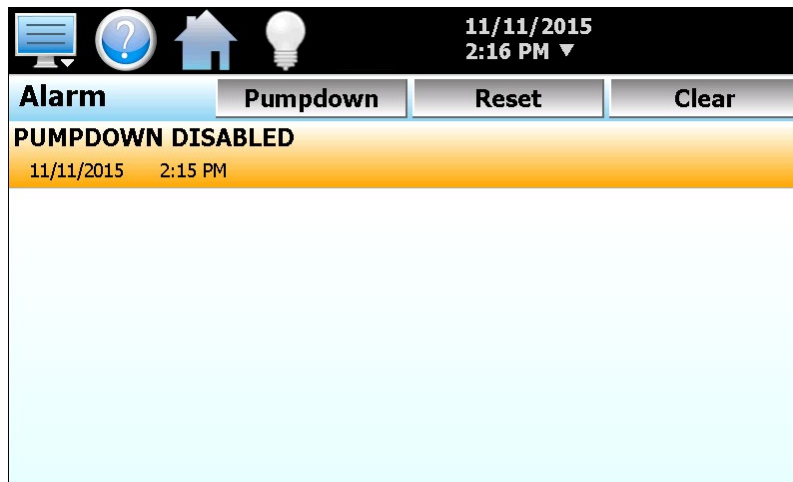 11/11/2015
2:16 PM ▼
Alarm Pumpdown Reset Clear
PUMPDOWN DISABLED
11/11/2015 2:15 PM